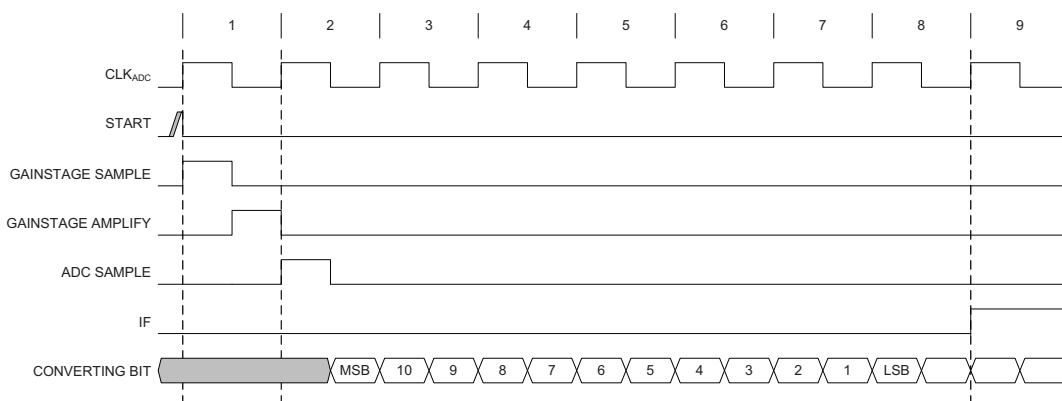 1 2 3 4 5 6 7 8 9
CLKADC
START
GAINSTAGE SAMPLE
GAINSTAGE AMPLIFY
ADC SAMPLE
IF
CONVERTING BIT MSB 10 9 8 7 6 5 4 3 2 1 LSB